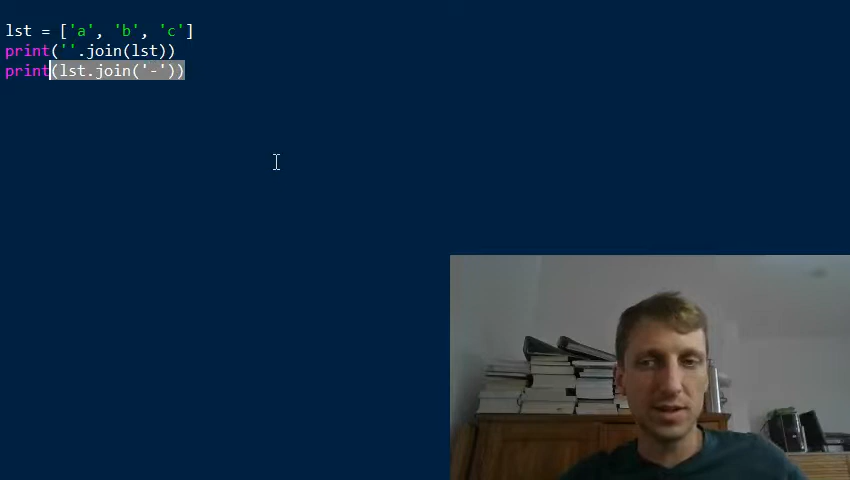 lst = ['a', 'b', 'c']
print(''.join(lst))
print(lst.join('-'))